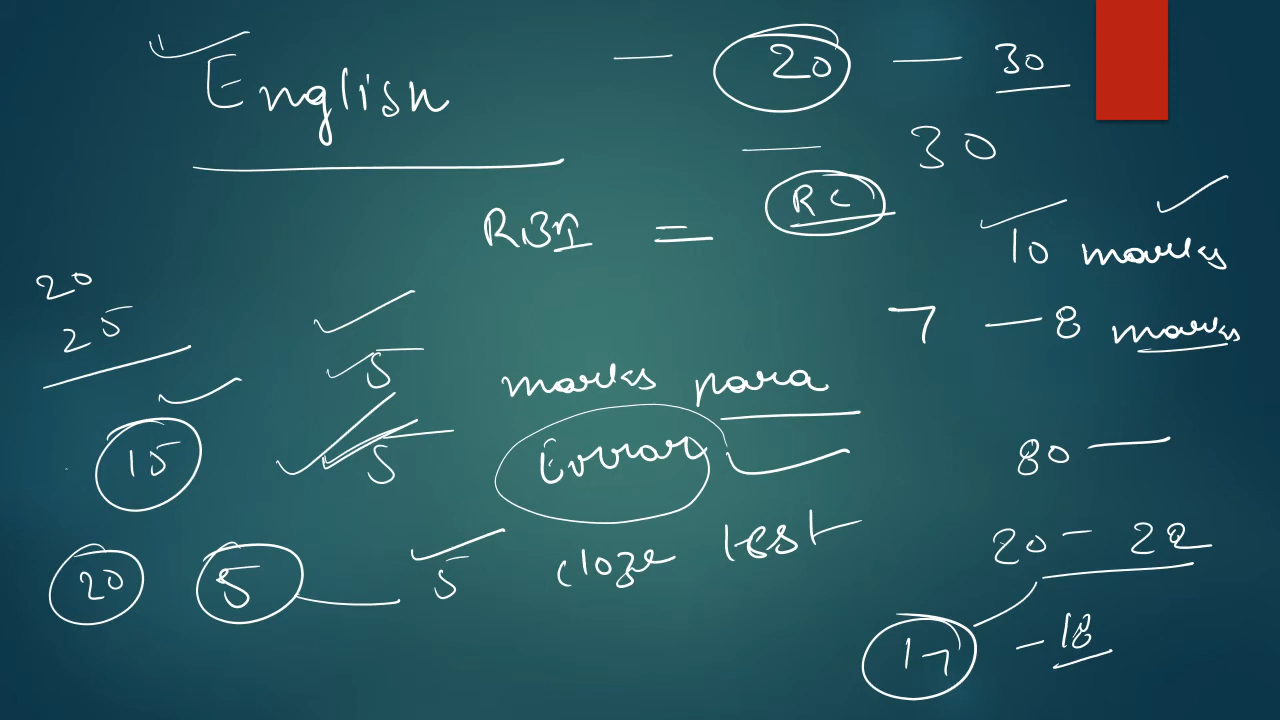 English — 20 — 30
— 30
RBI = RC
10 marks
20
25
7 — 8 marks
5 marks para
15 5 Error
80 —
20 5 — 5 cloze test
20 — 22
17 — 18